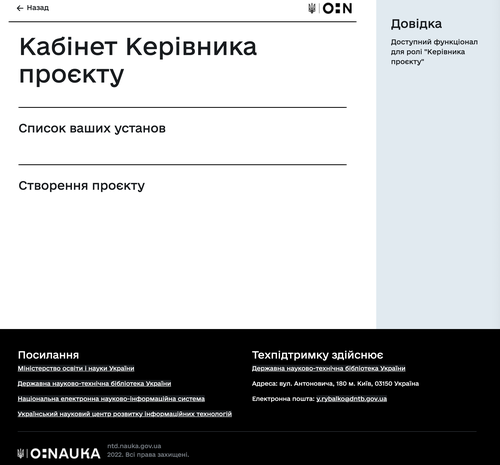 Назад
O:N
Кабінет Керівника
проєкту
Список ваших установ
Створення проєкту
Довідка
Доступний функціонал
для ролі "Керівника
проєкту"
Посилання
Міністерство освіти і науки України
Державна науково-технічна бібліотека України
Національна електронна науково-інформаційна система
Український науковий центр розвитку інформаційних технологій
Техпідтримку здійснює
Державна науково-технічна бібліотека України
Адреса: вул. Антоновича, 180 м. Київ, 03150 Україна
Електронна пошта: y.rybalko@dntb.gov.ua
O:NAUKA
ntd.nauka.gov.ua
2022. Всі права захищені.